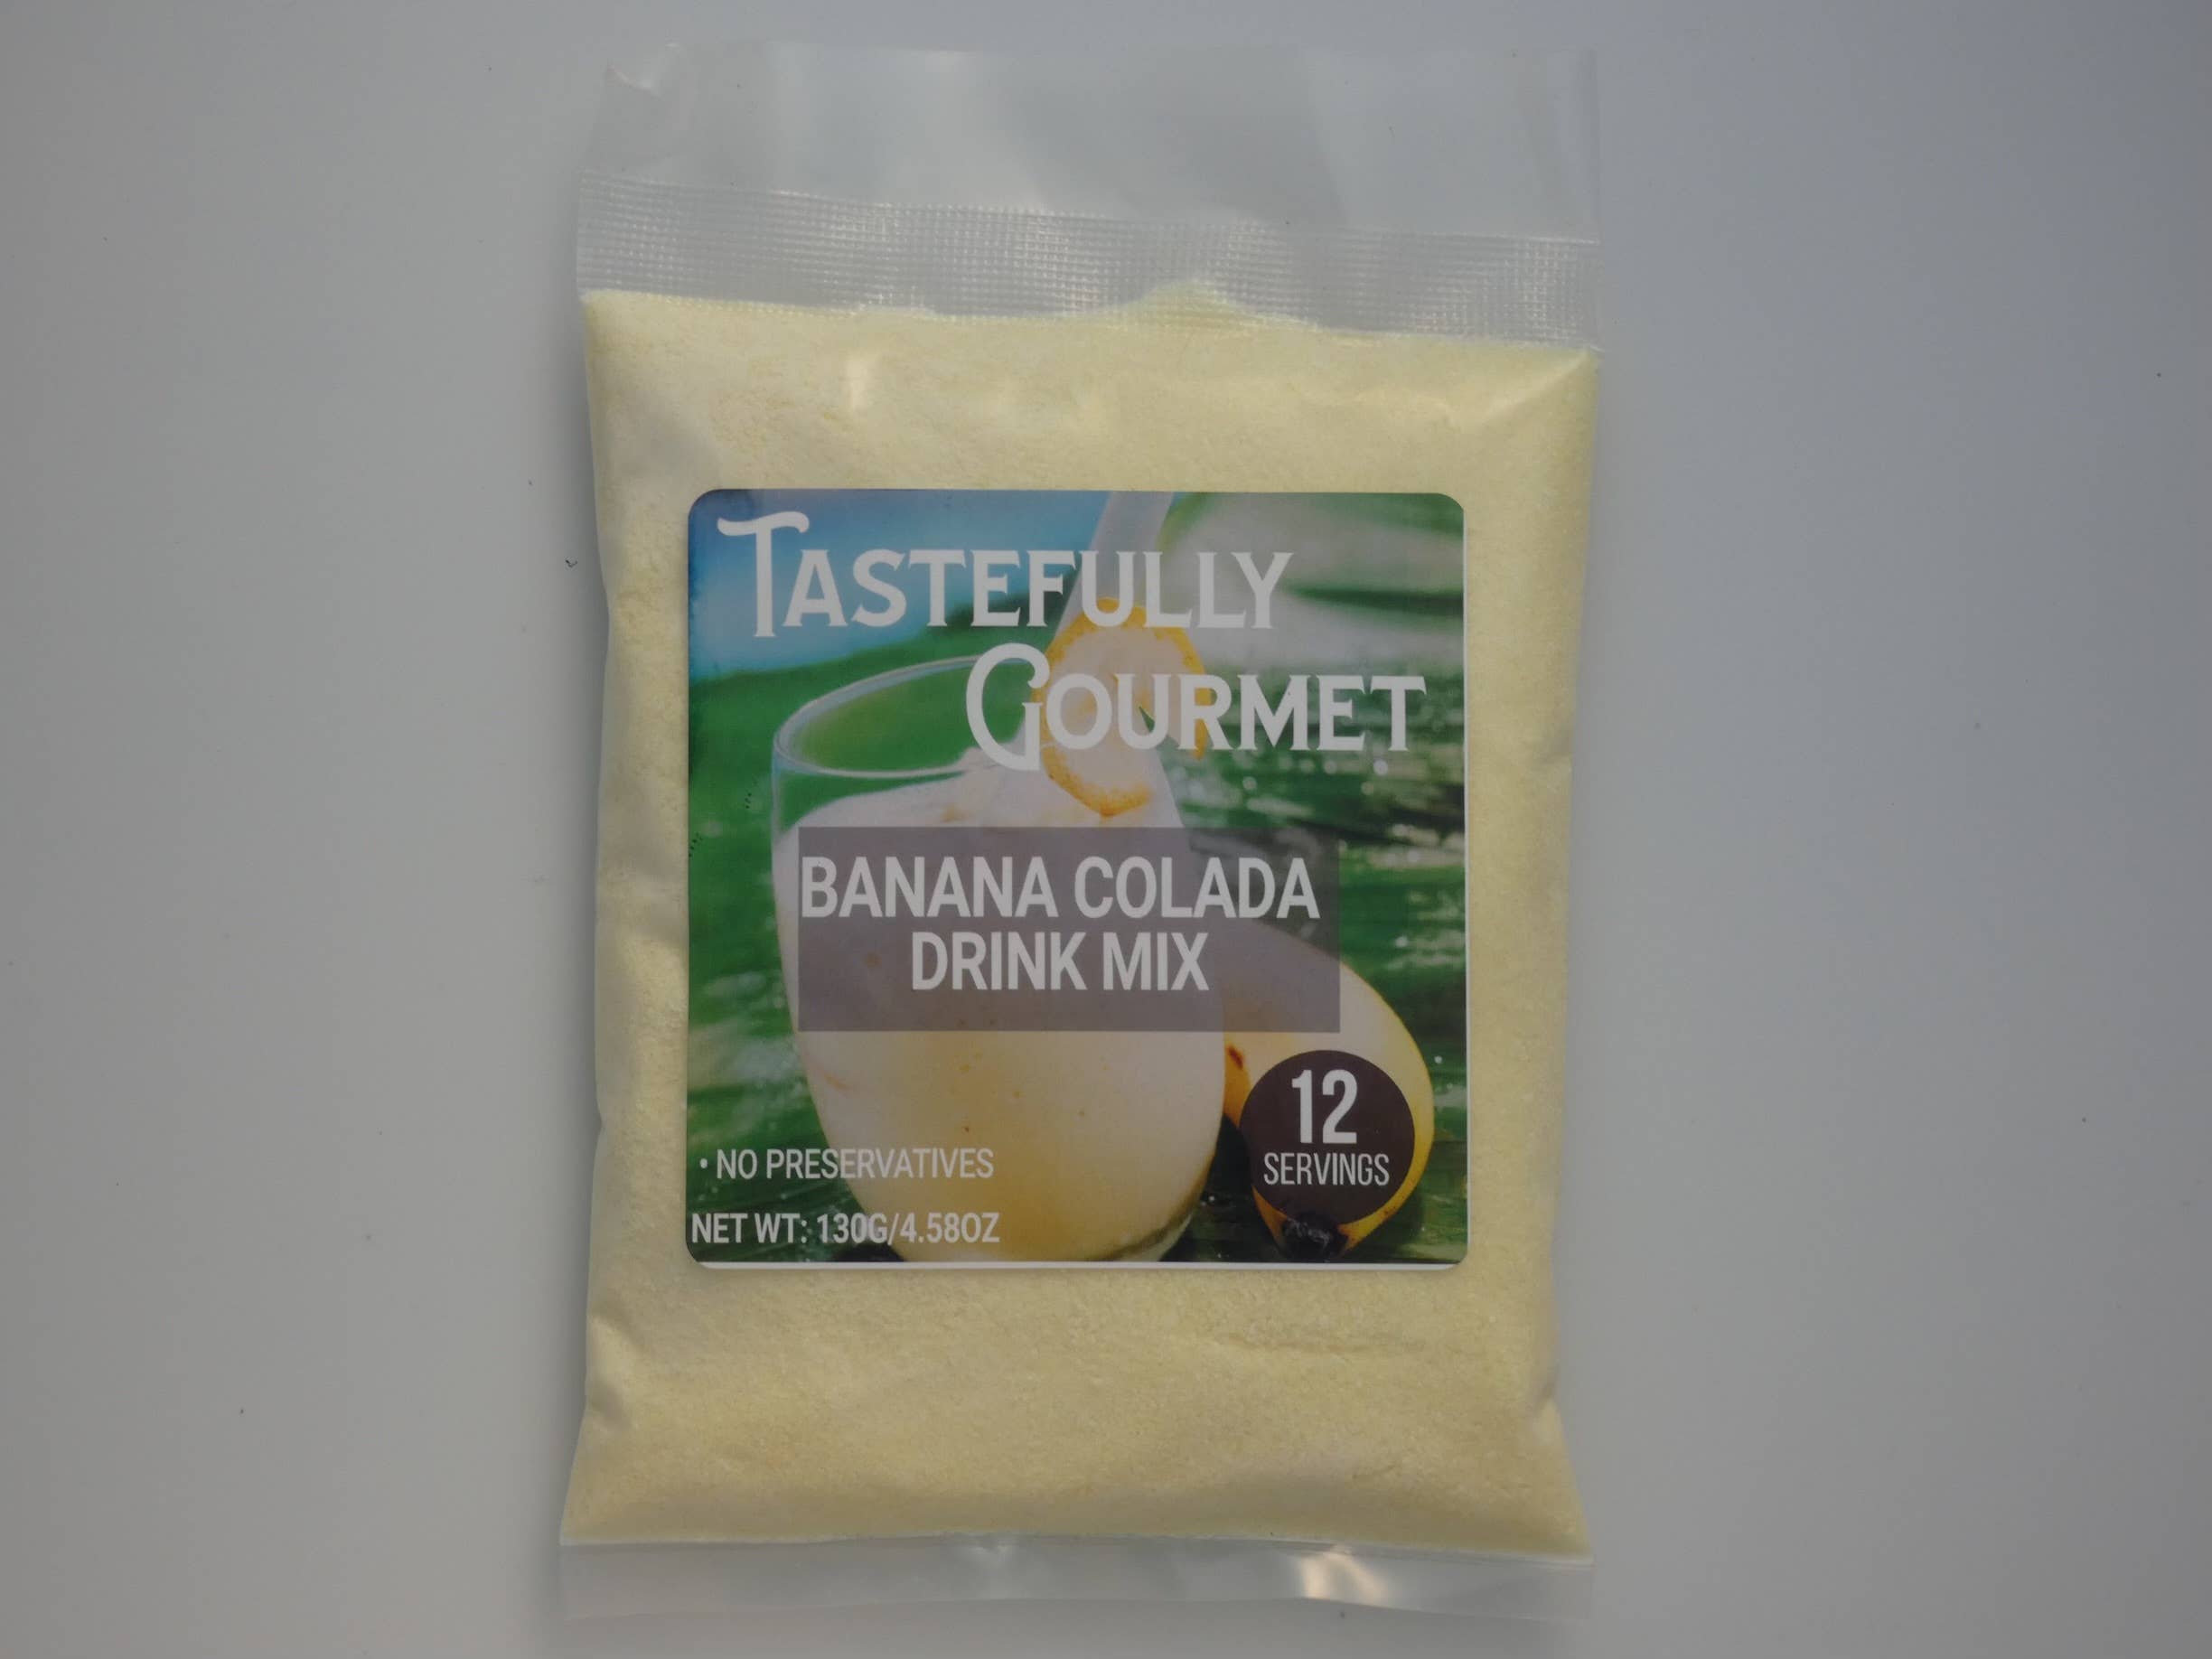 TASTEFULLY
GOURMET
BANANA COLADA
DRINK MIX
12
SERVINGS
• NO PRESERVATIVES
NET WT: 130G/4.58OZ